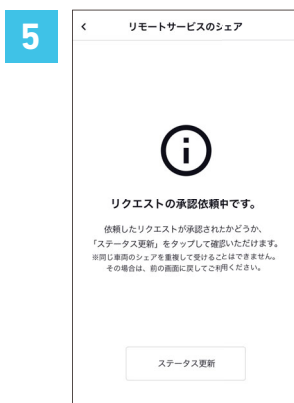 5
< リモートサービスのシェア
リクエストの承認依頼中です。
依頼したリクエストが承認されたかどうか、
「ステータス更新」をタップして確認いただけます。
※同じ車両のシェアを重複して受けることはできません。
その場合は、前の画面に戻してご利用ください。
ステータス更新